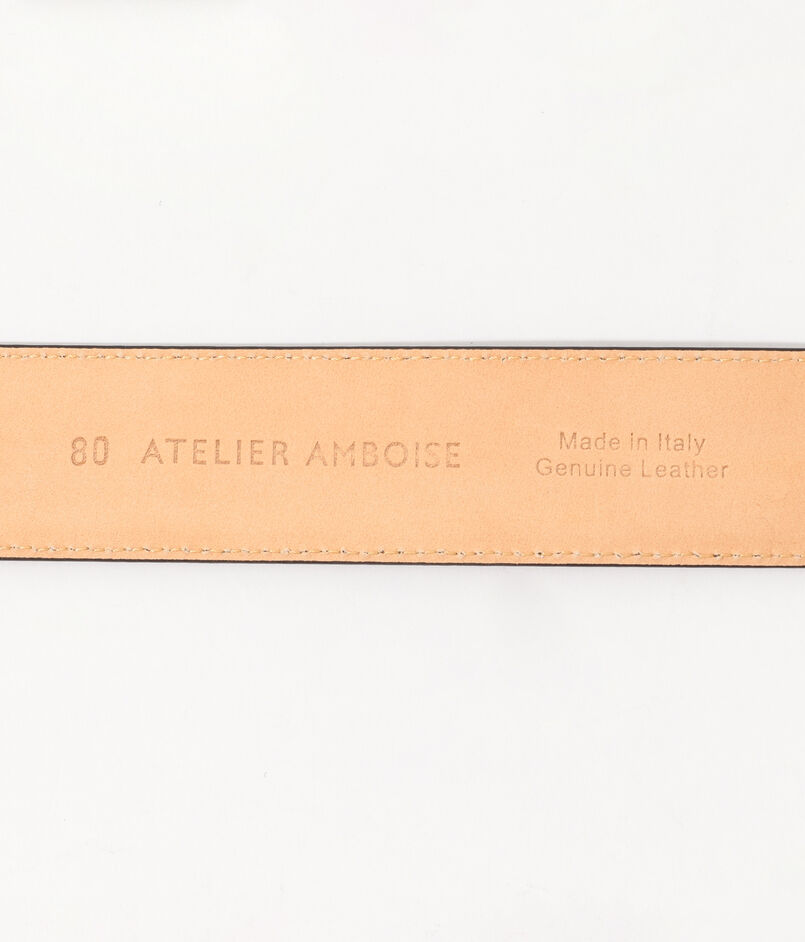 80 ATELIER AMBOISE
Made in Italy
Genuine Leather